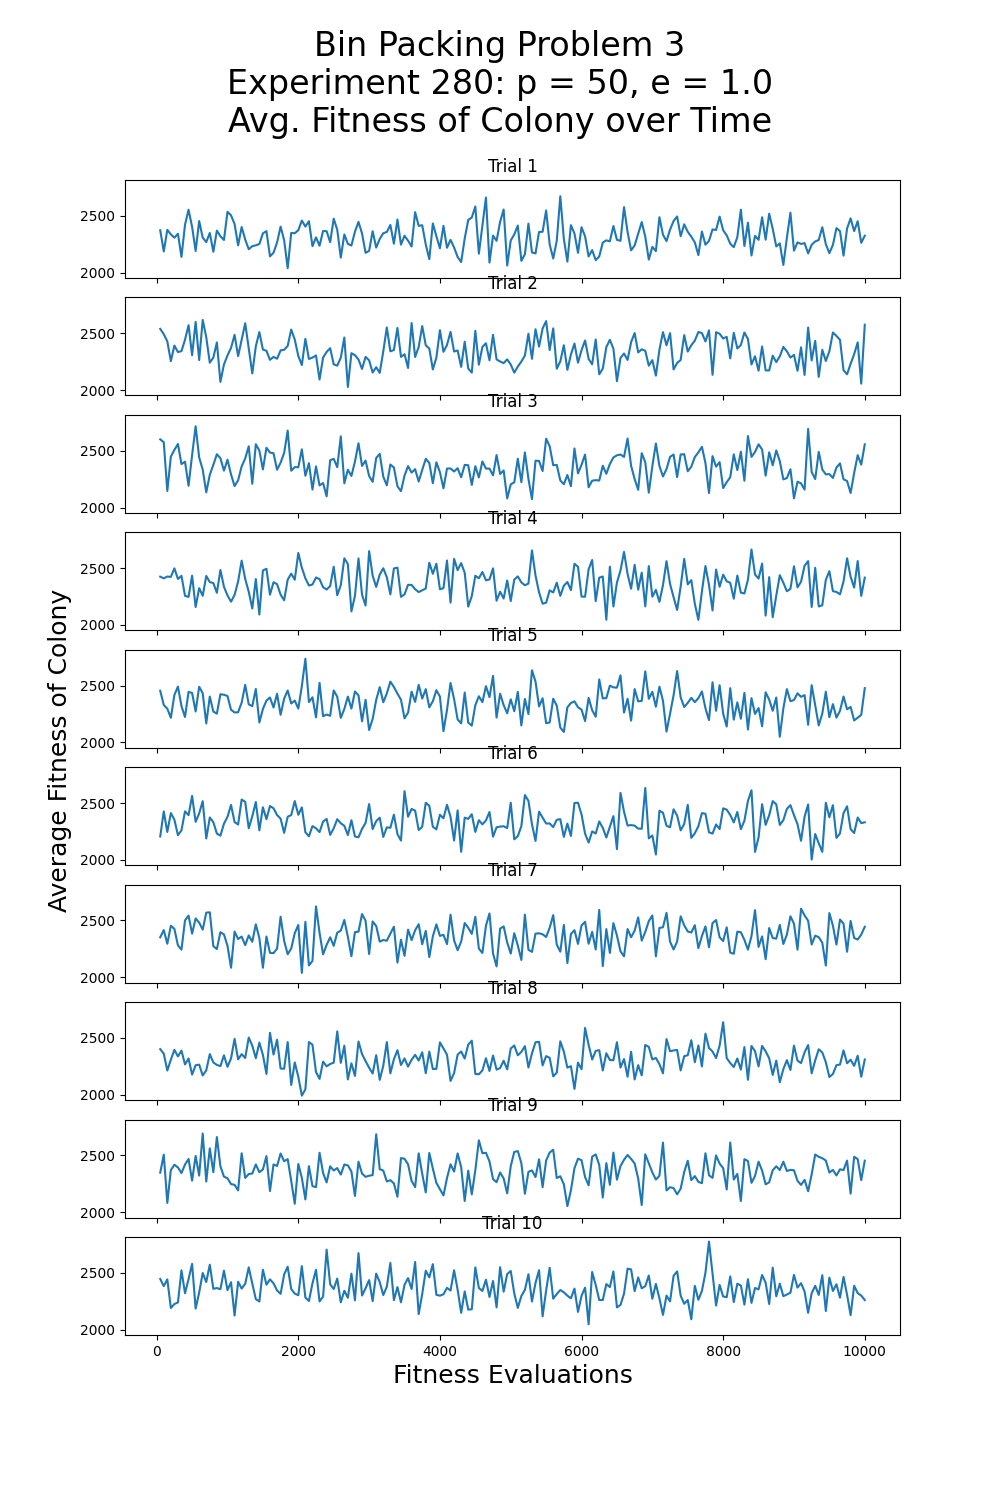 Bin Packing Problem 3
Experiment 280: p = 50, e = 1.0
Avg. Fitness of Colony over Time
Trial 1
2500
2000
Trial 2
2500
2000
Trial 3
2500
2000
Trial 4
2500
2000
Trial 5
2500
2000
Trial 6
2500
2000
Trial 7
2500
2000
Trial 8
2500
2000
Trial 9
2500
2000
Trial 10
2500
2000
0 2000 4000 6000 8000 10000
Fitness Evaluations
Average Fitness of Colony